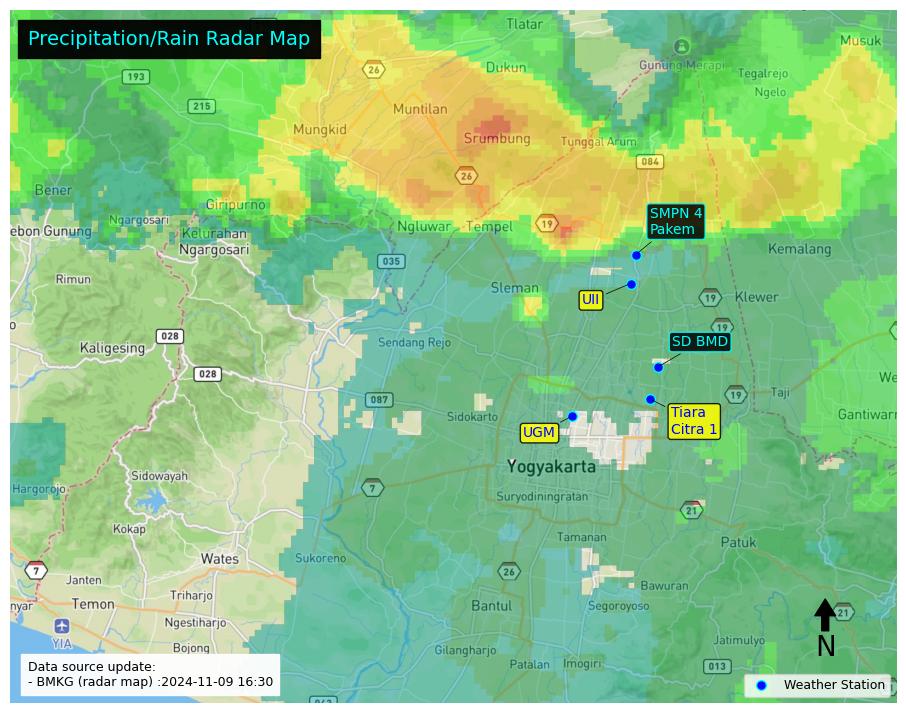 Precipitation/Rain Radar Map
Tlatar
Musuk
Gunung Merapi
26
Dukun
193
Tegalrejo
Ngelo
215
Muntilan
Mungkid
Srumbung
Tunggal Arum
084
26
Bener
Giripurno
SMPN 4
Pakem
Ngargosari
Ngluwar
Tempel
19
ebon Gunung
Kelurahan
Ngargosari
Kemalang
035
Rimun
Sleman
UII
19
Klewer
19
028
Kaligesing
Sendang Rejo
SD BMD
028
We
Taji
19
087
Sidokarto
Tiara
Citra 1
Gantiwarr
UGM
Yogyakarta
Sidowayah
Hargorojo
7
Suryodiningratan
21
Kokap
Tamanan
Patuk
Wates
Sukoreno
7
26
Janten
Bawuran
Triharjo
nyar
Temon
Bantul
Segoroyoso
21
Ngestiharjo
YIA
N
Jatimulyo
Bojong
Gilangharjo
Patalan
Imogiri
013
Data source update:
- BMKG (radar map) :2024-11-09 16:30
Weather Station